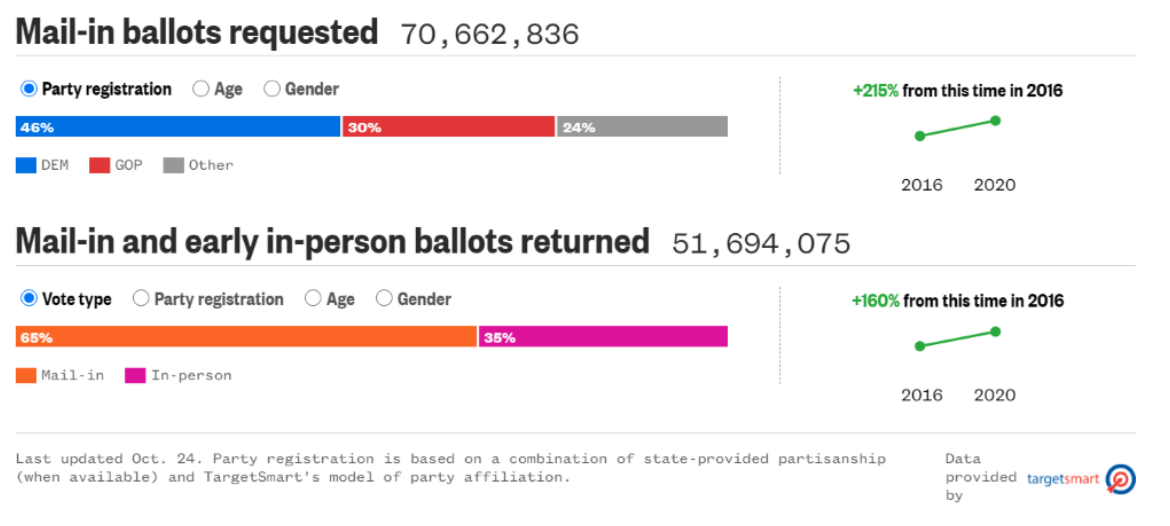 Mail-in ballots requested 70,662,836
Party registration Age Gender
+215% from this time in 2016
46% 30% 24%
DEM GOP Other
2016 2020
Mail-in and early in-person ballots returned 51,694,075
Vote type Party registration Age Gender
+160% from this time in 2016
65% 35%
Mail-in In-person
2016 2020
Last updated Oct. 24. Party registration is based on a combination of state-provided partisanship
(when available) and TargetSmart's model of party affiliation.
Data
provided
by
targetsmart